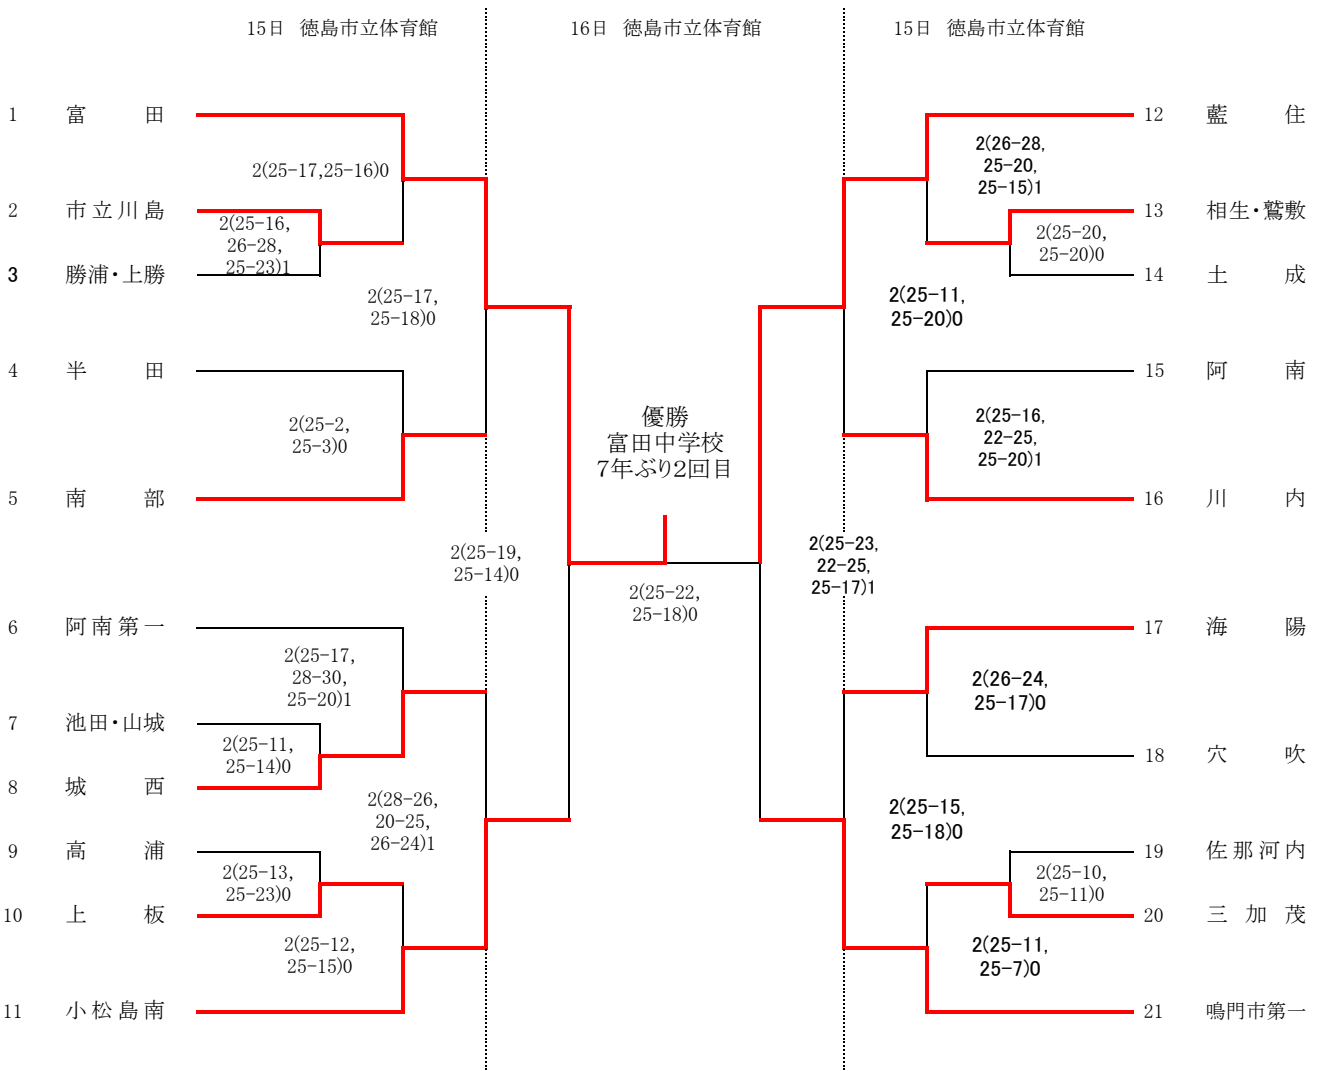 15日 徳島市立体育館
16日 徳島市立体育館
15日 徳島市立体育館
1 富田
2(25-17,25-16)0
2 市立川島
2(25-16,
26-28,
25-23)1
3 勝浦・上勝
2(25-17,
25-18)0
4 半田
2(25-2,
25-3)0
5 南部
2(25-19,
25-14)0
6 阿南第一
2(25-17,
28-30,
25-20)1
7 池田・山城
2(25-11,
25-14)0
8 城西
2(28-26,
20-25,
26-24)1
9 高浦
2(25-13,
25-23)0
10 上板
2(25-12,
25-15)0
11 小松島南
優勝
富田中学校
7年ぶり2回目
2(25-22,
25-18)0
12 藍住
2(26-28,
25-20,
25-15)1
13 相生・鷲敷
2(25-20,
25-20)0
14 土成
2(25-11,
25-20)0
15 阿南
2(25-16,
22-25,
25-20)1
16 川内
2(25-23,
22-25,
25-17)1
17 海陽
2(26-24,
25-17)0
18 穴吹
2(25-15,
25-18)0
19 佐那河内
2(25-10,
25-11)0
20 三加茂
2(25-11,
25-7)0
21 鳴門市第一